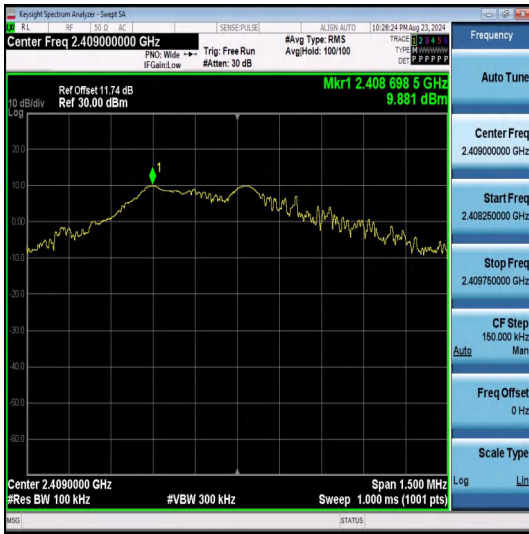 Keysight Spectrum Analyzer - Swept SA
RL RF 50 Ω AC SENSE:PULSE ALIGN AUTO 10:28:24 PM Aug 23, 2024
Center Freq 2.409000000 GHz
PNO: Wide
IFGain:Low
Trig: Free Run
#Atten: 30 dB
#Avg Type: RMS
Avg|Hold: 100/100
TRACE 1 2 3 4 5 6
TYPE M WWWWW
DET P P P P P P
Ref Offset 11.74 dB
10 dB/div Ref 30.00 dBm
Log
Mkr1 2.408 698 5 GHz
9.881 dBm
1
20.0
10.0
0.00
-10.0
-20.0
-30.0
-40.0
-50.0
-60.0
Center 2.4090000 GHz Span 1.500 MHz
#Res BW 100 kHz #VBW 300 kHz Sweep 1.000 ms (1001 pts)
MSG STATUS
Frequency
Auto Tune
Center Freq
2.409000000 GHz
Start Freq
2.408250000 GHz
Stop Freq
2.409750000 GHz
CF Step
150.000 kHz
Auto Man
Freq Offset
0 Hz
Scale Type
Log Lin